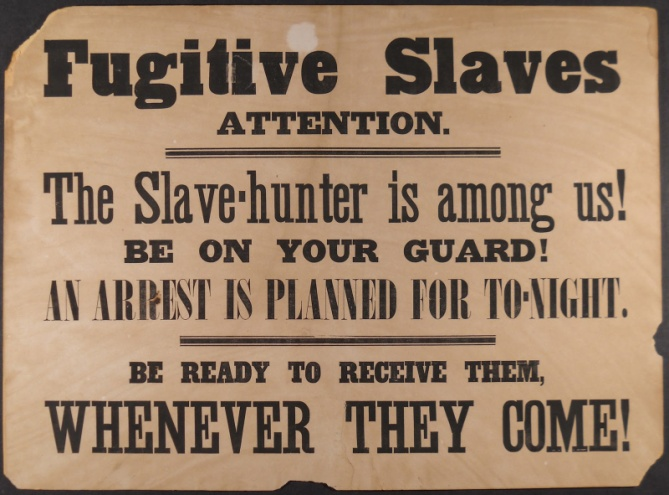 Fugitive Slaves
ATTENTION.
The Slave-hunter is among us!
BE ON YOUR GUARD!
AN ARREST IS PLANNED FOR TO-NIGHT.
BE READY TO RECEIVE THEM,
WHENEVER THEY COME!